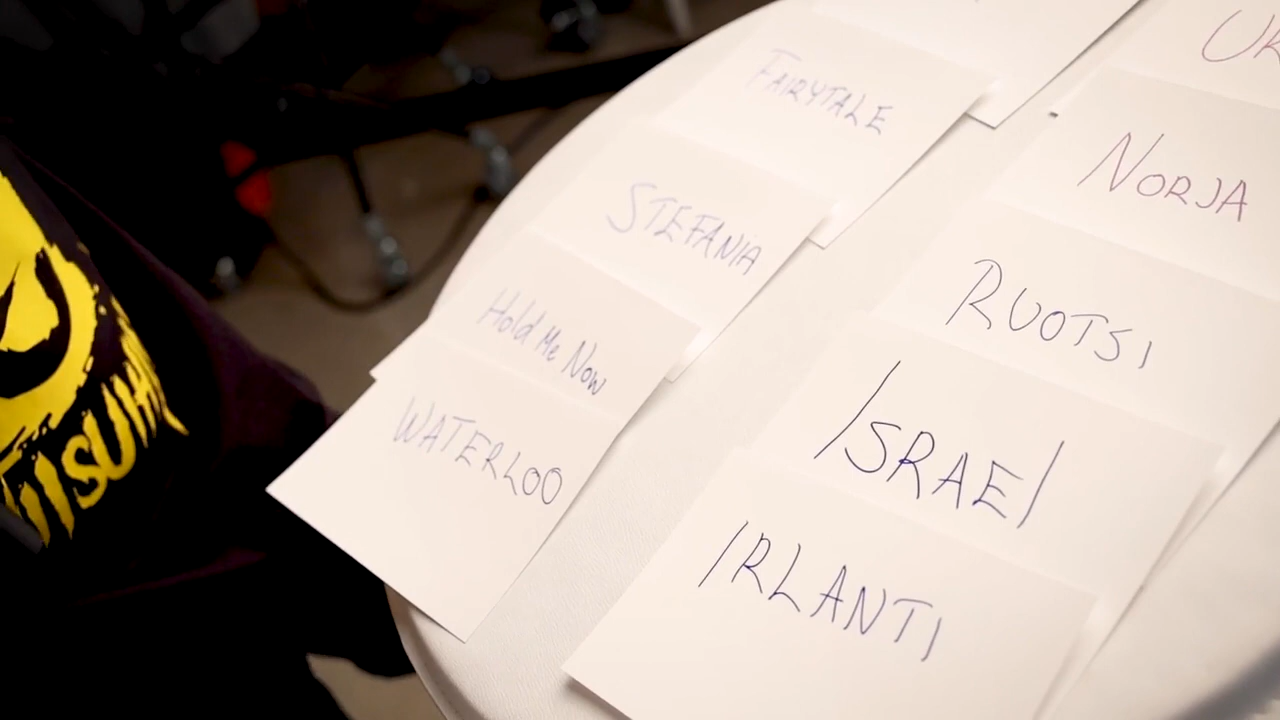 FAIRYTALE
STEFANIA
Hold Me Now
WATERLOO
NORJA
RUOTSI
ISRAEL
IRLANTI